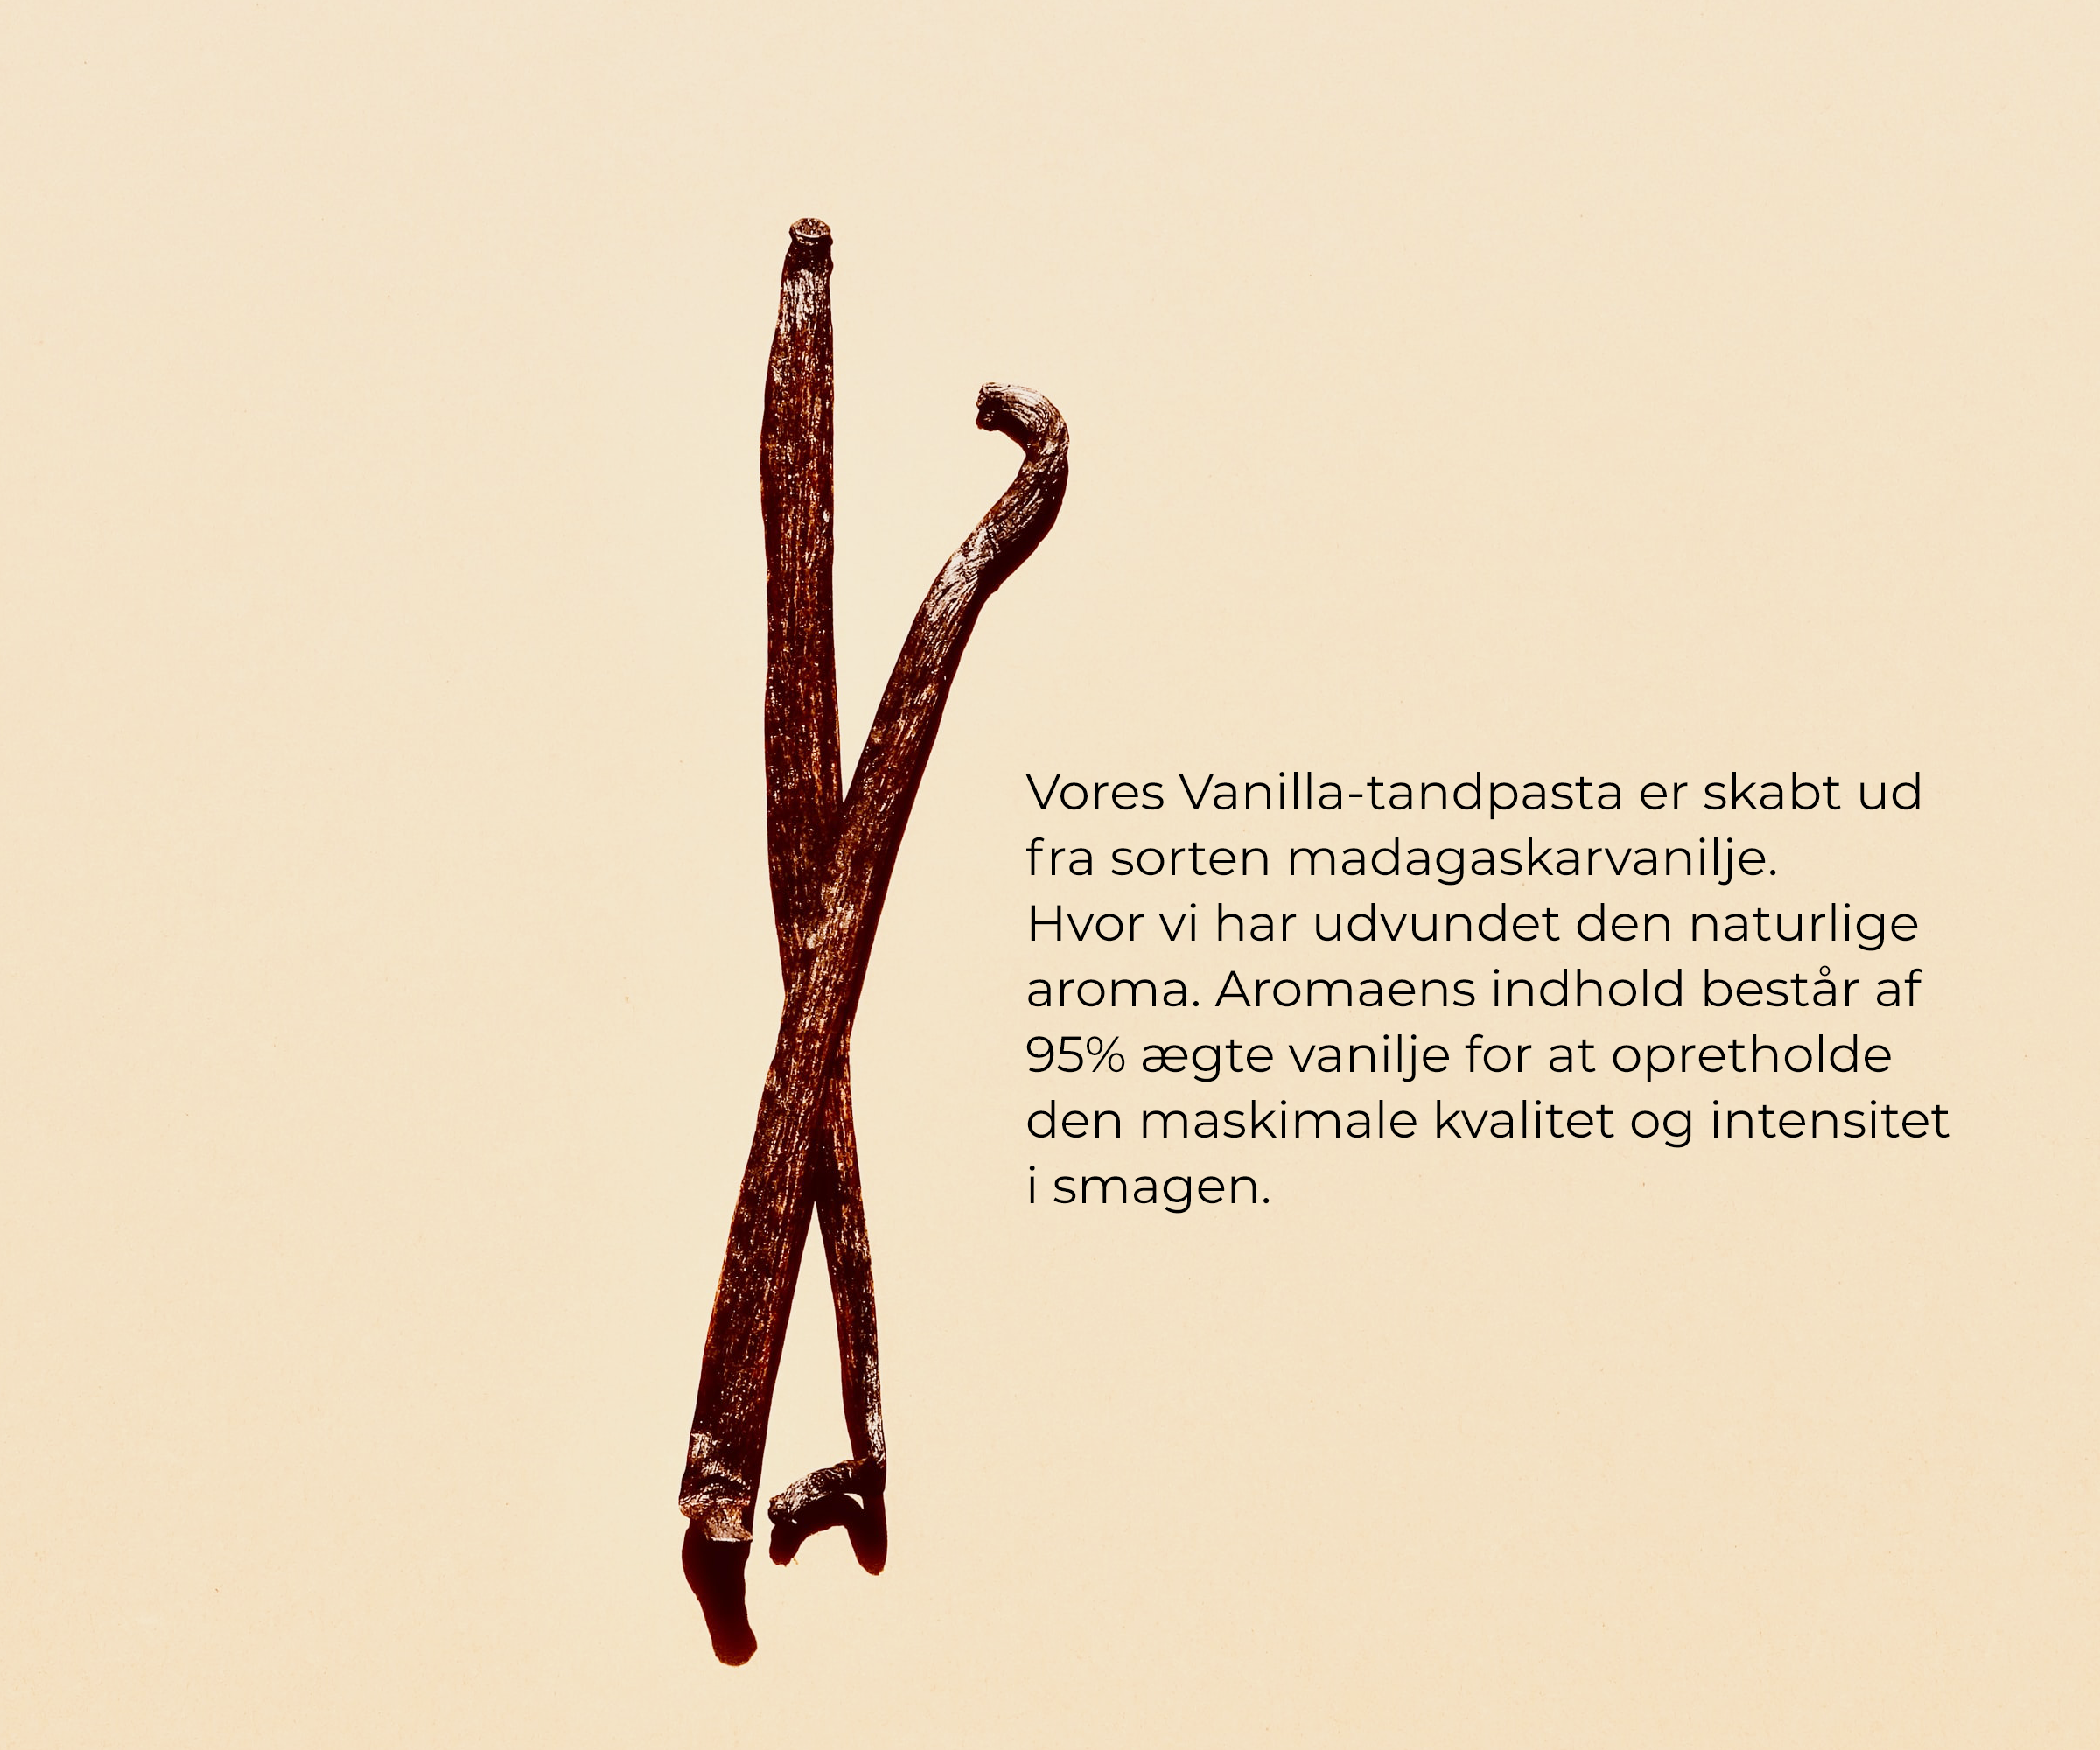 Vores Vanilla-tandpasta er skabt ud
fra sorten madagaskarvanilje.
Hvor vi har udvundet den naturlige
aroma. Aromaens indhold består af
95% ægte vanilje for at opretholde
den maskimale kvalitet og intensitet
i smagen.